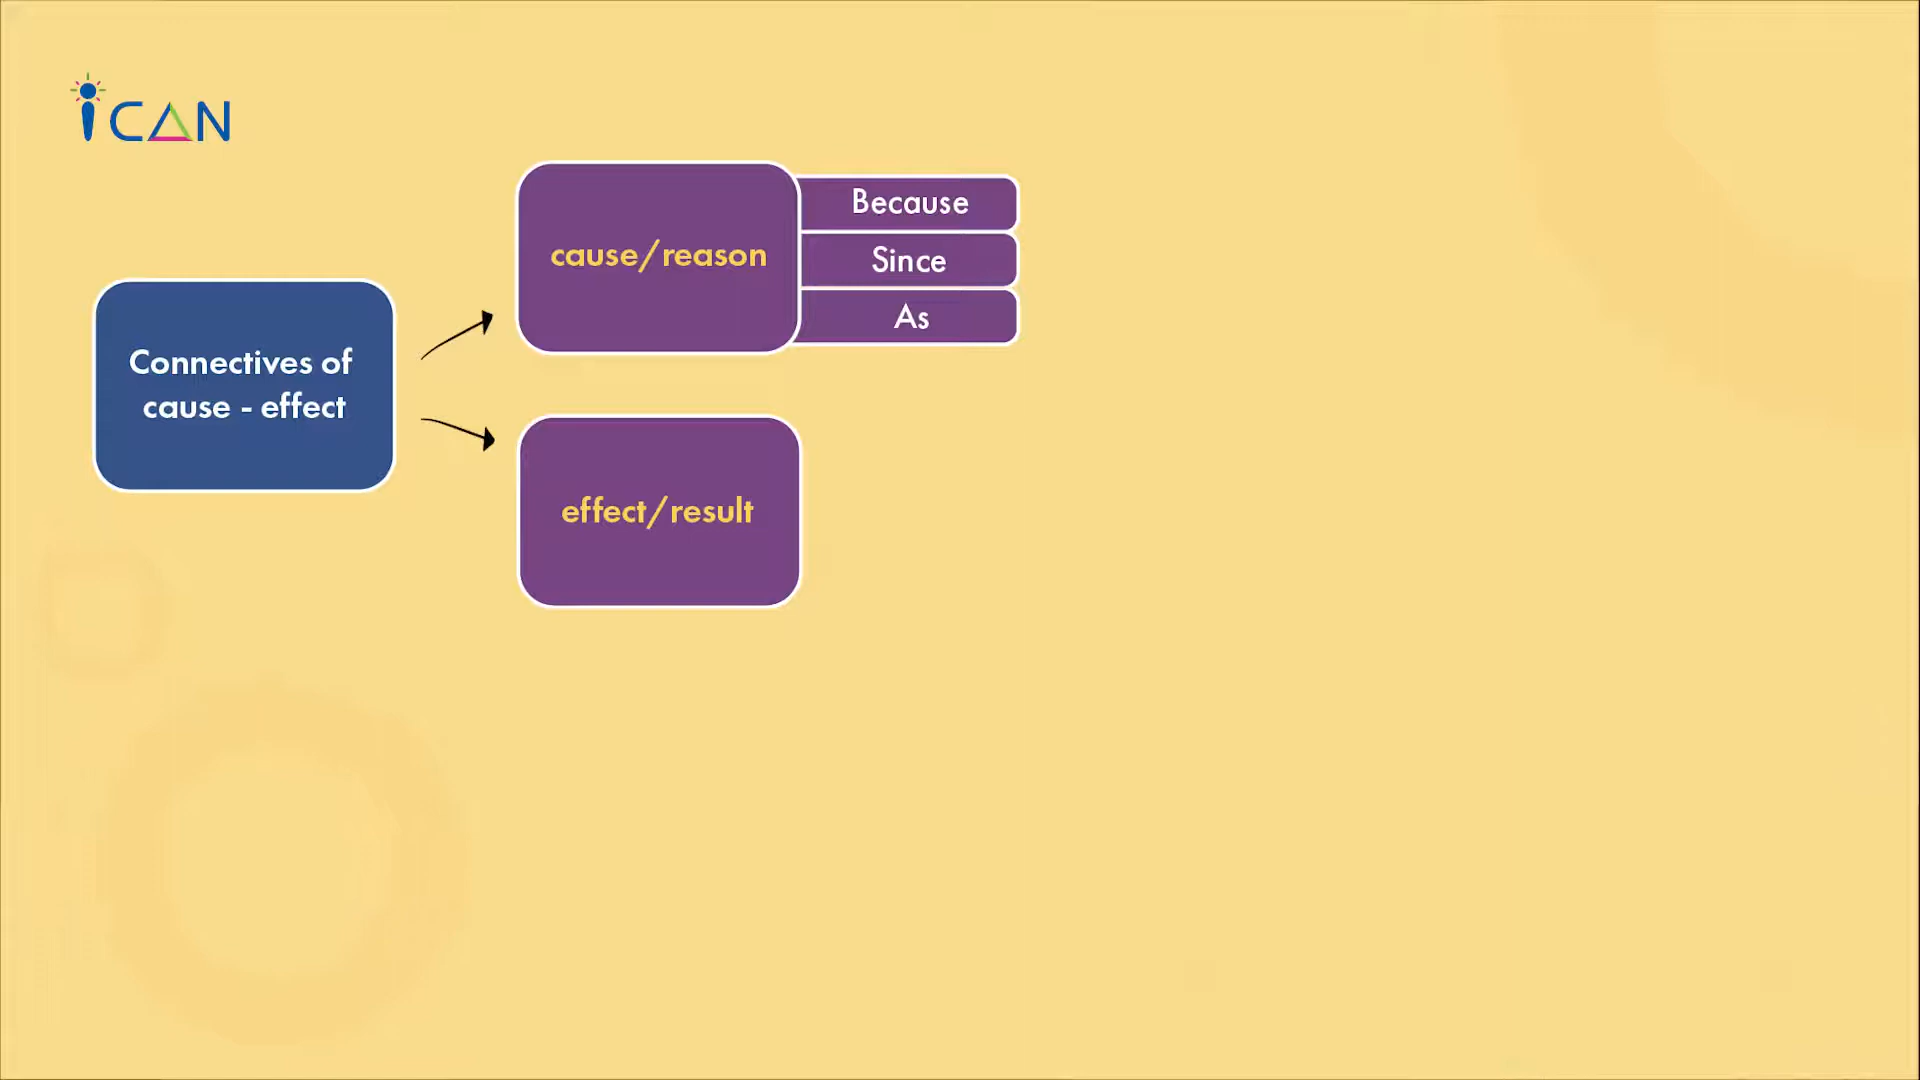 iCAN
Connectives of
cause - effect
cause/reason
Because
Since
As
effect/result